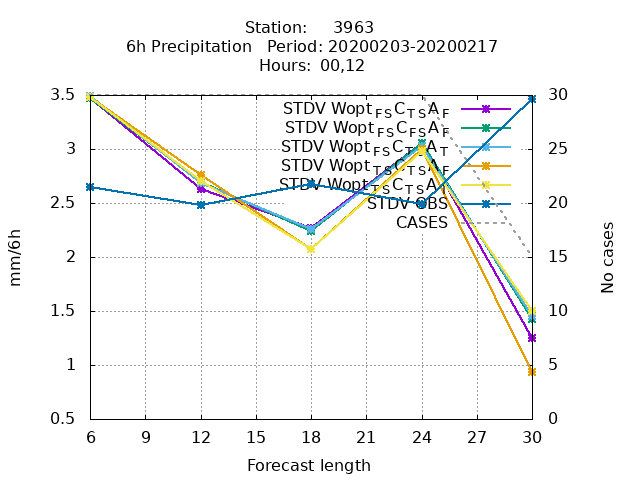 Station: 3963
6h Precipitation Period: 20200203-20200217
Hours: 00,12
3.5
3
2.5
2
1.5
1
0.5
mm/6h
30
25
20
15
10
5
0
No cases
STDV Wopt FS C TS A F
STDV Wopt FS C FS A F
STDV Wopt FS C TS A T
STDV Wopt TS C TS A F
STDV Wopt TS C TS A T
STDV OBS
CASES
6 9 12 15 18 21 24 27 30
Forecast length